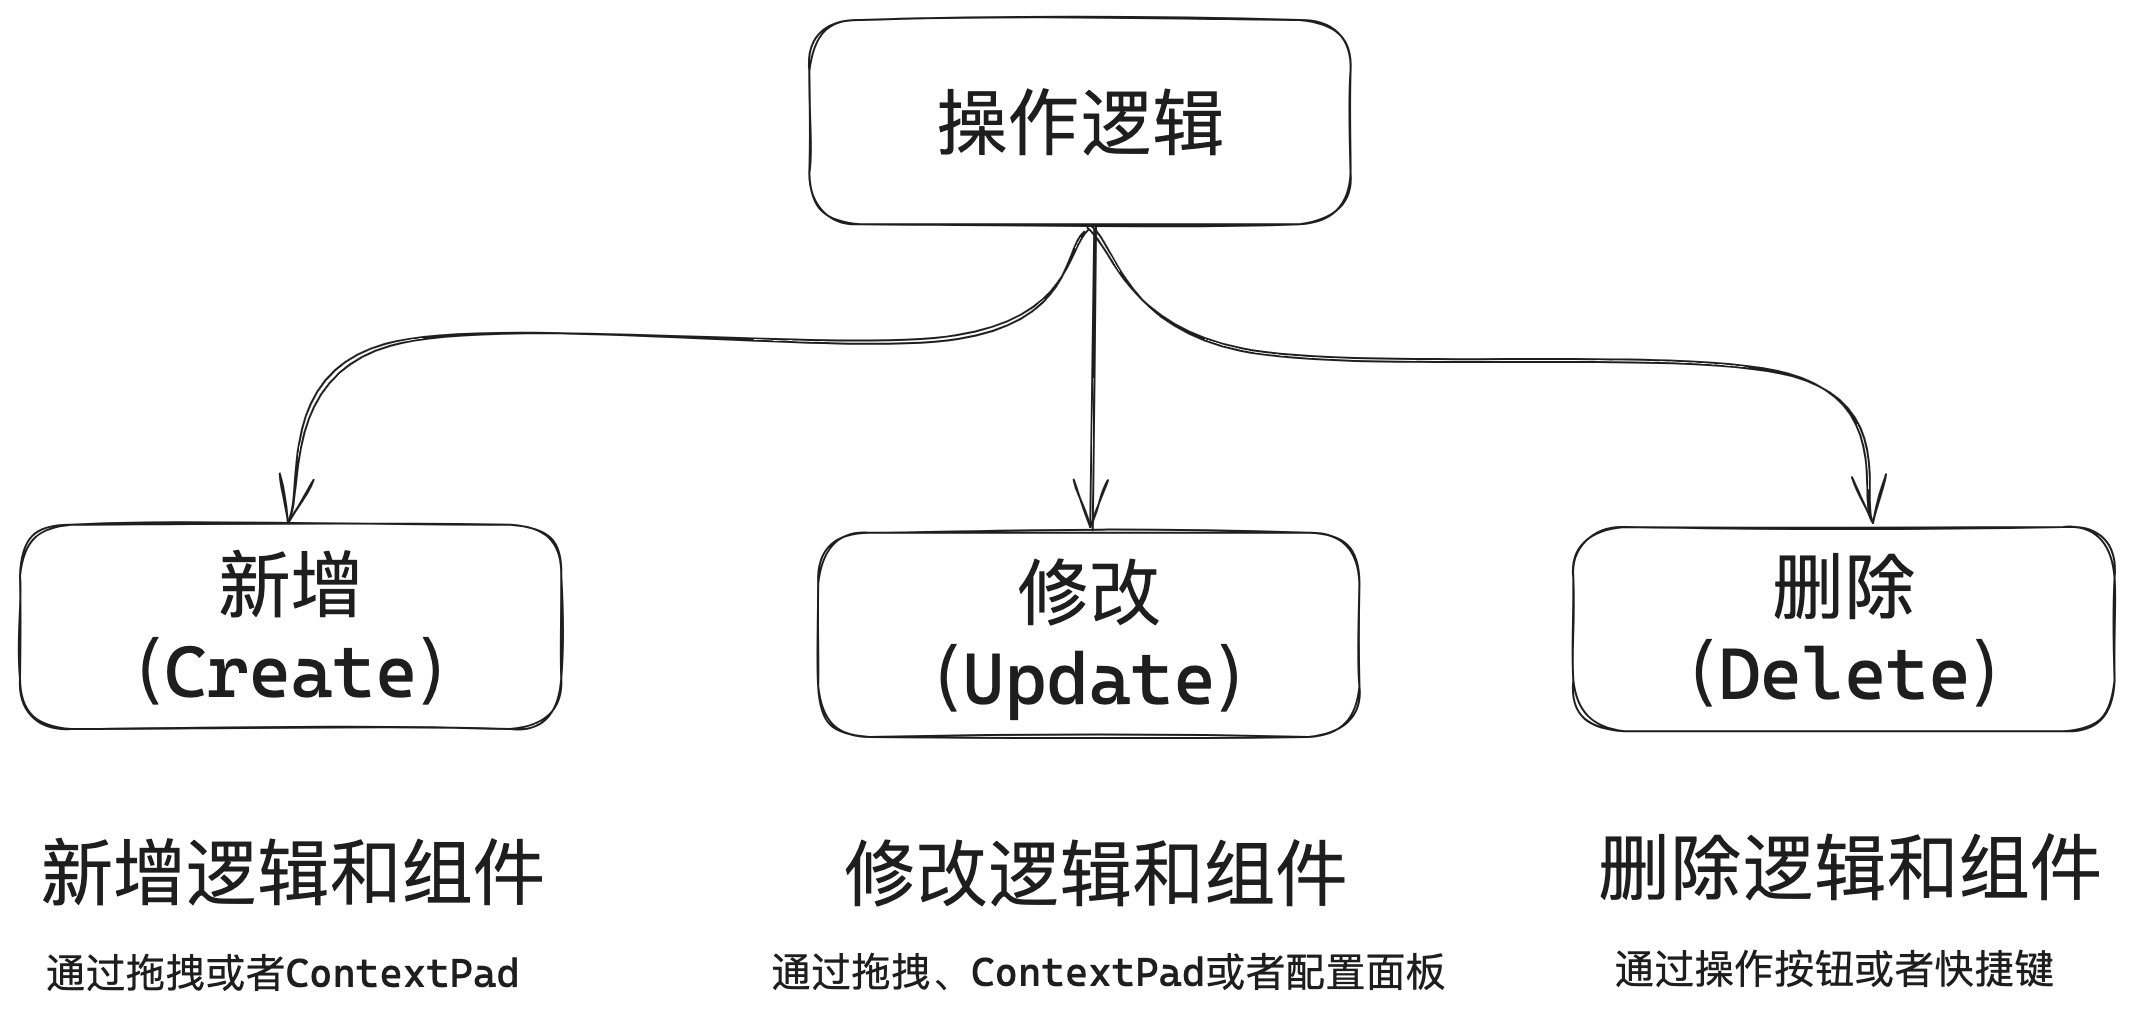 操作逻辑
新增
(Create)
修改
(Update)
删除
(Delete)
新增逻辑和组件
修改逻辑和组件
删除逻辑和组件
通过拖拽或者ContextPad
通过拖拽、ContextPad或者配置面板
通过操作按钮或者快捷键